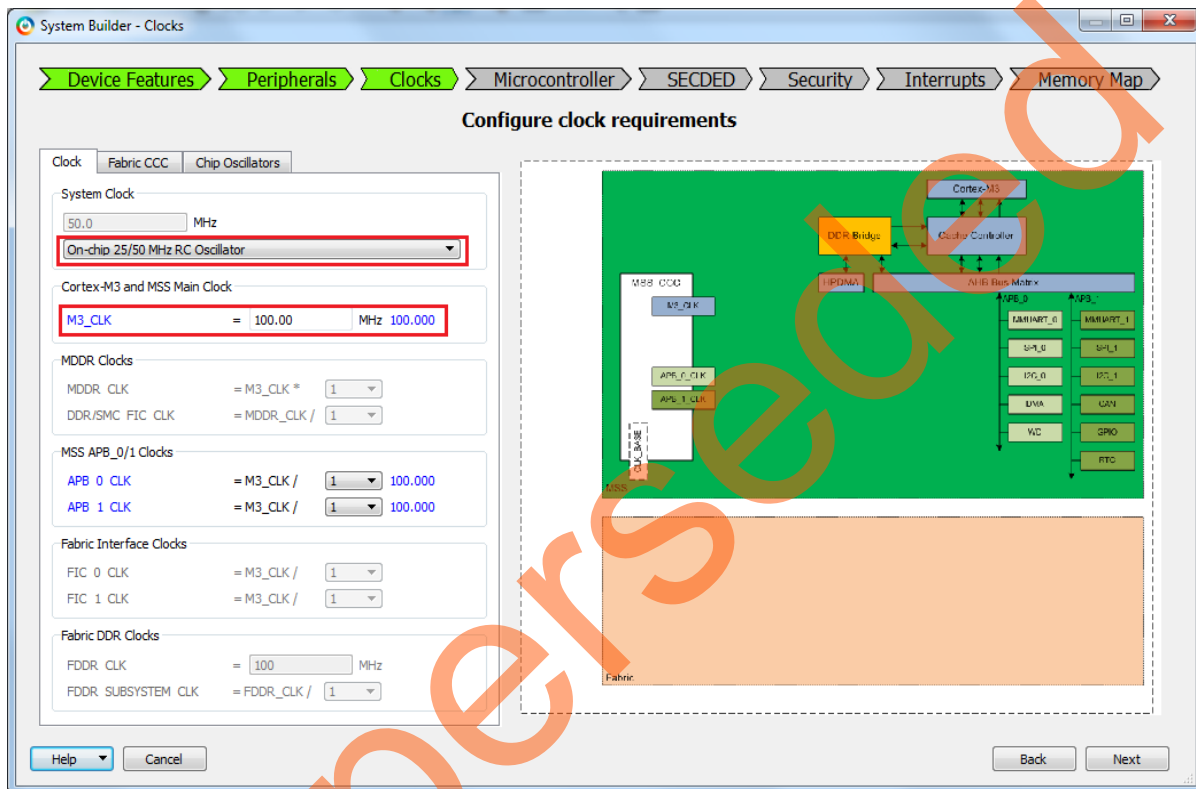 System Builder - Clocks
Device Features Peripherals Clocks Microcontroller SECDED Security Interrupts Memory Map
Configure clock requirements
Clock Fabric CCC Chip Oscillators
System Clock
50.0 MHz
On-chip 25/50 MHz RC Oscillator
Cortex-M3 and MSS Main Clock
M3_CLK = 100.00 MHz 100.000
MDDR Clocks
MDDR CLK = M3_CLK * 1
DDR/SMC FIC CLK = MDDR_CLK / 1
MSS APB_0/1 Clocks
APB 0 CLK = M3_CLK / 1 100.000
APB 1 CLK = M3_CLK / 1 100.000
Fabric Interface Clocks
FIC 0 CLK = M3_CLK / 1
FIC 1 CLK = M3_CLK / 1
Fabric DDR Clocks
FDDR CLK = 100 MHz
FDDR SUBSYSTEM CLK = FDDR_CLK / 1
Cortex-M3
DDR Bridge Cache Controller
HPDMA AHB Bus Matrix
MSS CCC
M3_CLK
APB_0_CLK
APB_1_CLK
CLK_BASE
MSS
APB_0 APB_1
MMUART_0 MMUART_1
SPI_0 SPI_1
I2C_0 I2C_1
DMA CAN
WD GPIO
RTC
Fabric
Help Cancel Back Next
perseded